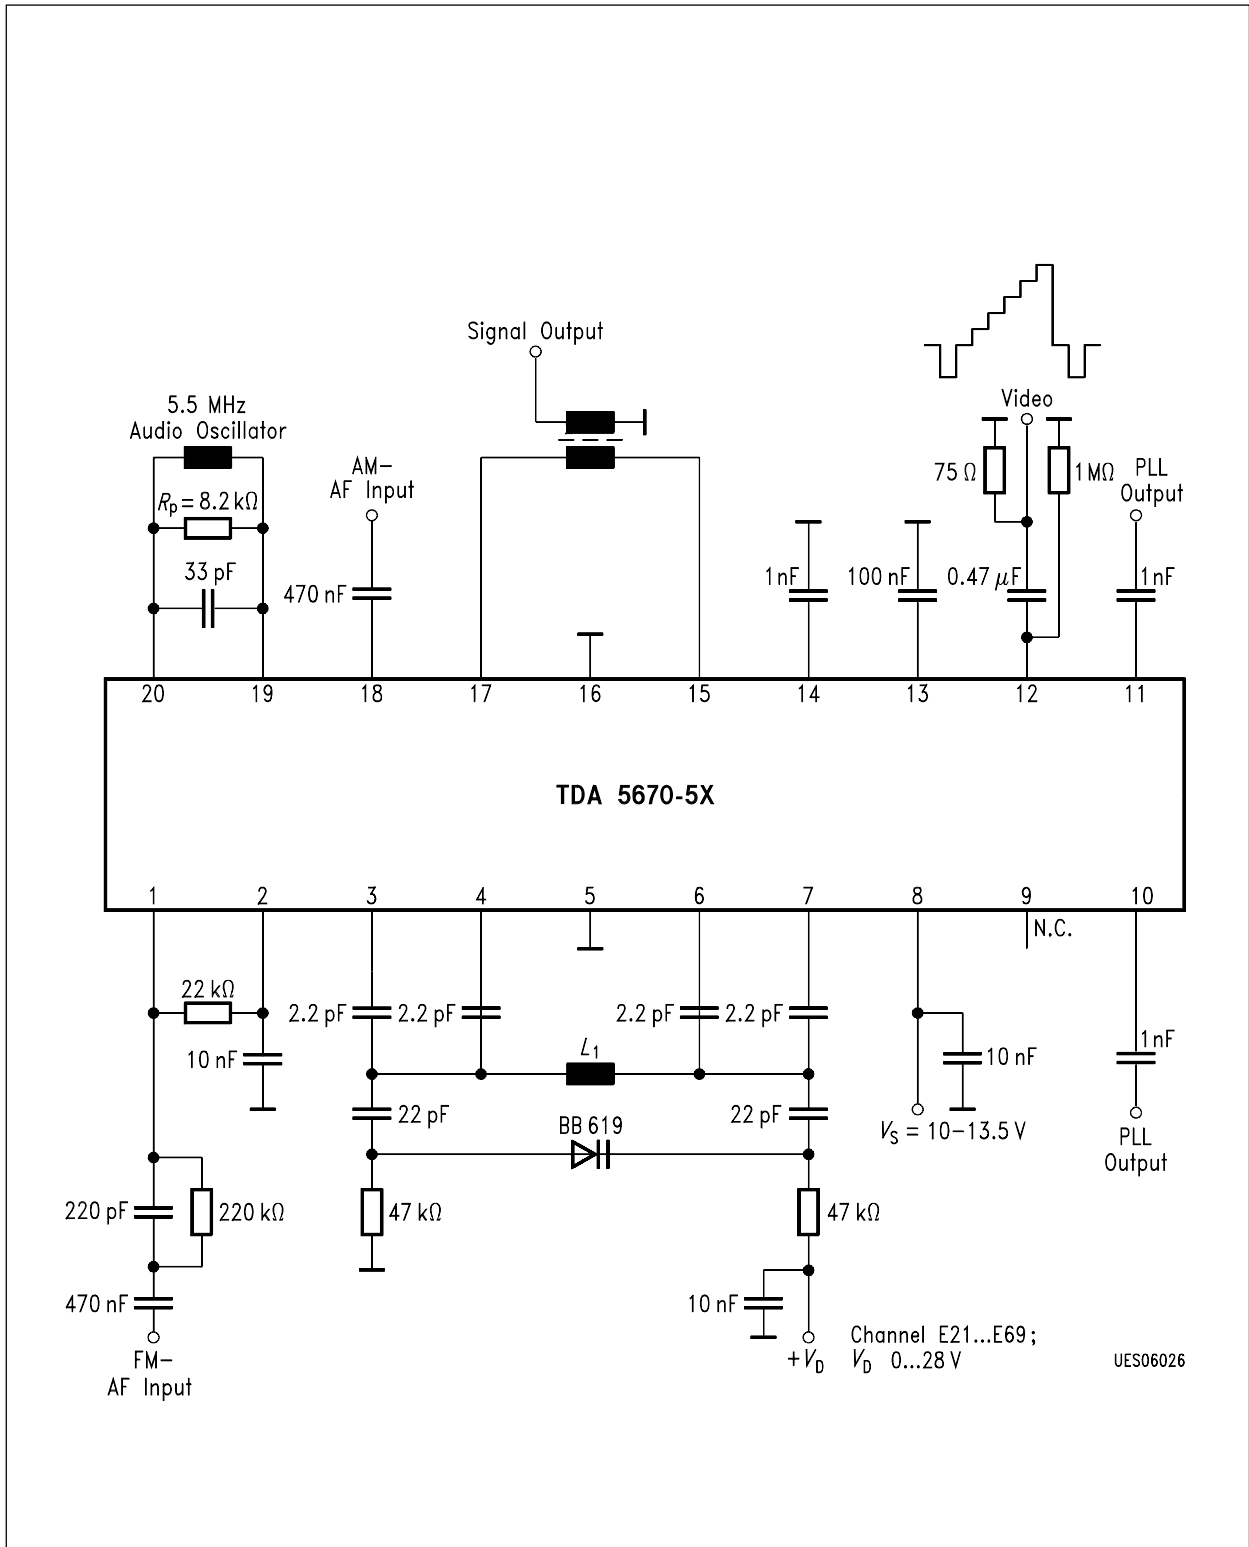 Signal Output
5.5 MHz
Audio Oscillator
Video
AM–
AF Input
75 Ω
1 MΩ
PLL
Output
Rp = 8.2 kΩ
33 pF
470 nF
1 nF
100 nF
0.47 μF
1 nF
20
19
18
17
16
15
14
13
12
11
TDA 5670-5X
1
2
3
4
5
6
7
8
9
10
N.C.
22 kΩ
2.2 pF
2.2 pF
2.2 pF
2.2 pF
10 nF
L1
10 nF
1 nF
22 pF
BB 619
22 pF
VS = 10–13.5 V
PLL
Output
220 pF
220 kΩ
47 kΩ
47 kΩ
470 nF
10 nF
FM–
AF Input
+VD
Channel E21...E69;
VD 0...28 V
UES06026